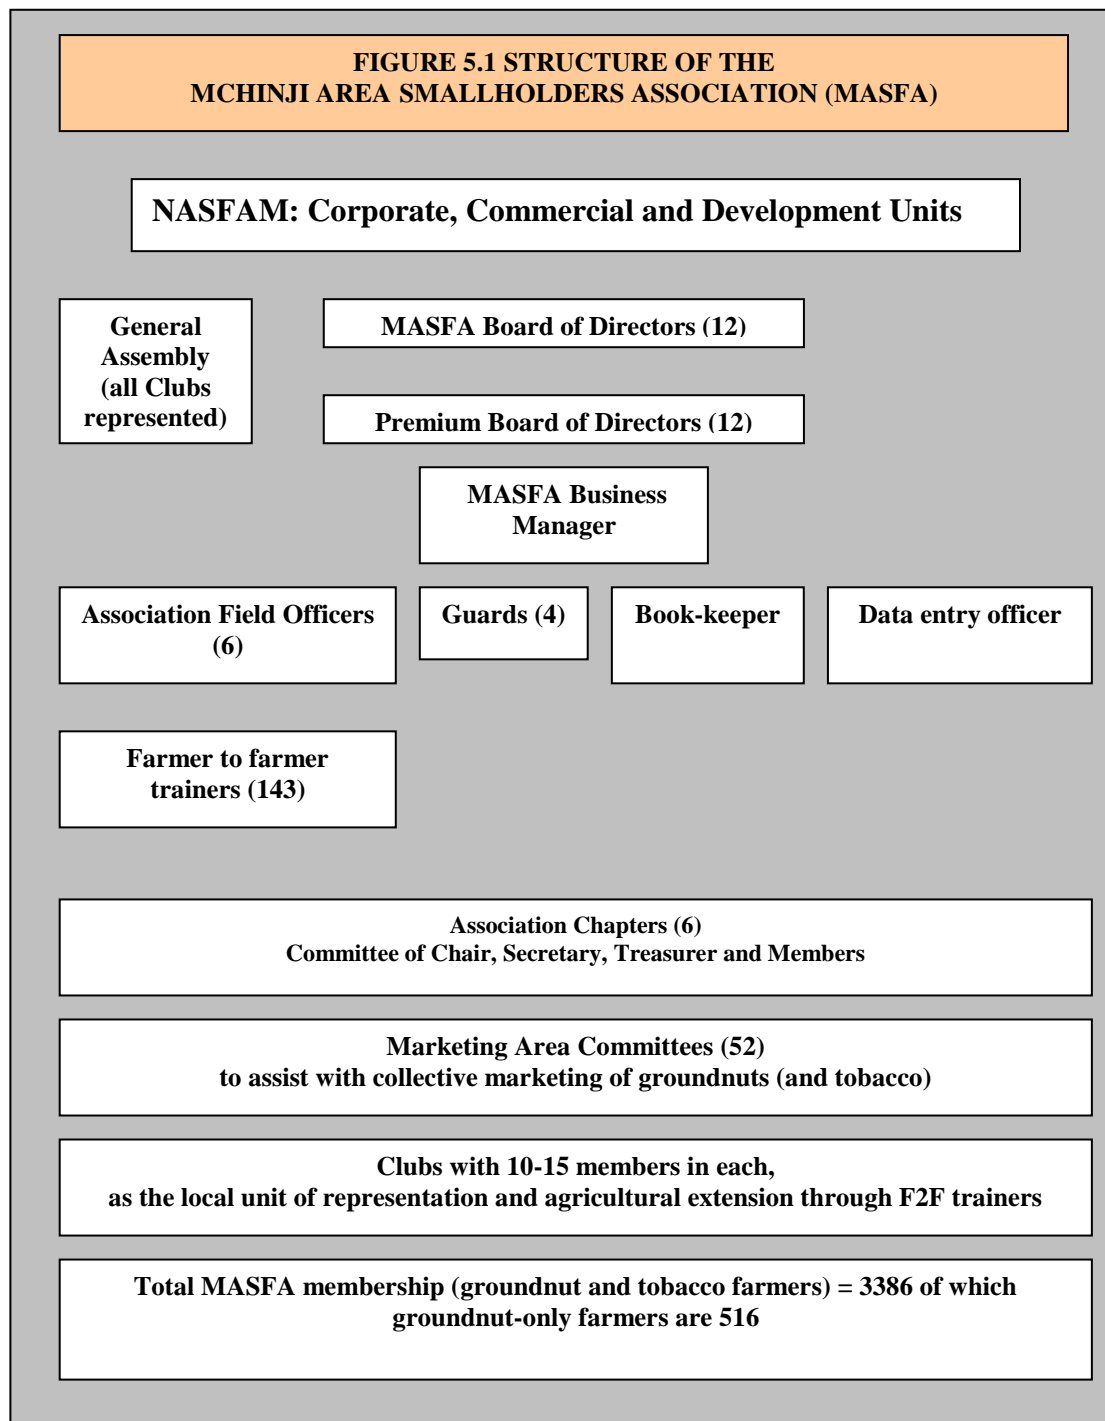 FIGURE 5.1 STRUCTURE OF THE
MCHINJI AREA SMALLHOLDERS ASSOCIATION (MASFA)
NASFAM: Corporate, Commercial and Development Units
General
Assembly
(all Clubs
represented)
MASFA Board of Directors (12)
Premium Board of Directors (12)
MASFA Business
Manager
Association Field Officers
(6)
Guards (4)
Book-keeper
Data entry officer
Farmer to farmer
trainers (143)
Association Chapters (6)
Committee of Chair, Secretary, Treasurer and Members
Marketing Area Committees (52)
to assist with collective marketing of groundnuts (and tobacco)
Clubs with 10-15 members in each,
as the local unit of representation and agricultural extension through F2F trainers
Total MASFA membership (groundnut and tobacco farmers) = 3386 of which
groundnut-only farmers are 516